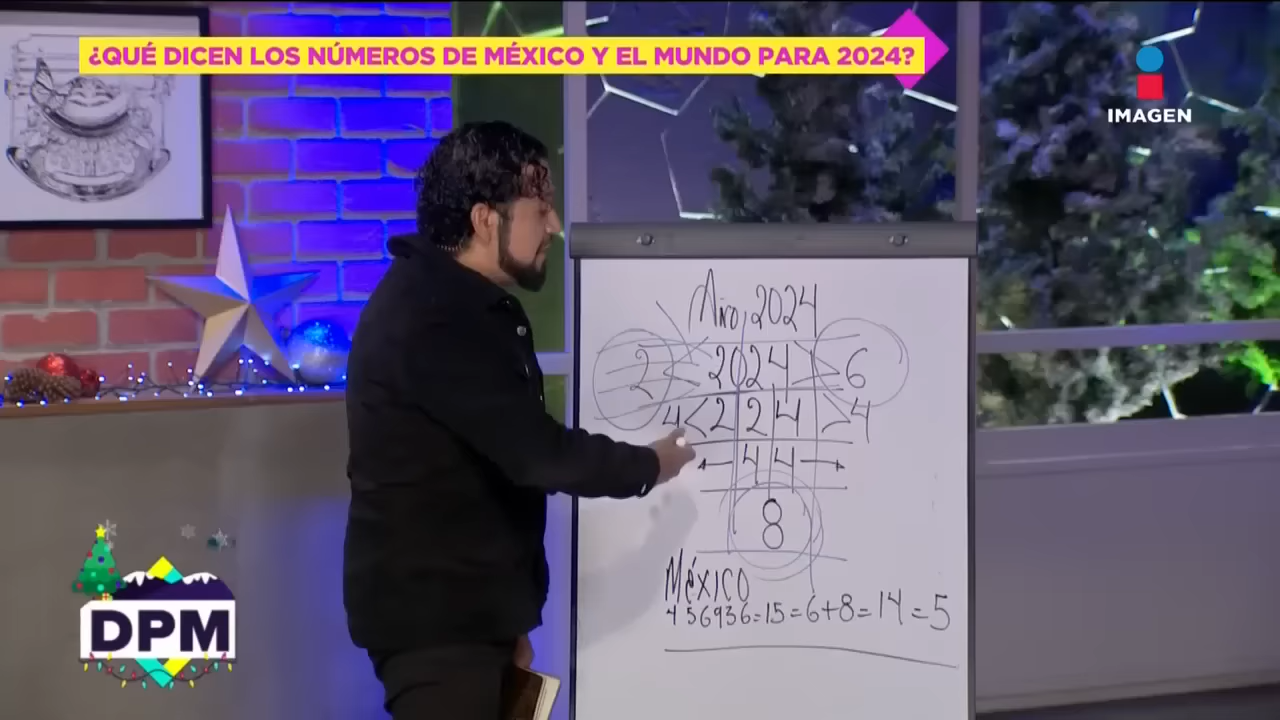 ¿QUÉ DICEN LOS NÚMEROS DE MÉXICO Y EL MUNDO PARA 2024?
IMAGEN
Año 2024
2 < 2024 > 6
4 < 2 2 4 > 4
← 4 4 →
8
México
4 56936=15=6+8=14=5
DPM